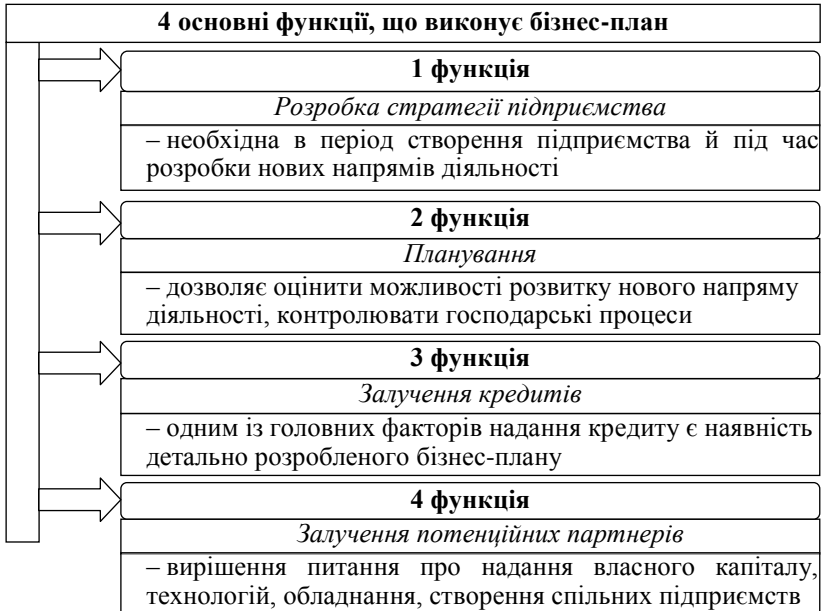 4 основні функції, що виконує бізнес-план
1 функція
Розробка стратегії підприємства
– необхідна в період створення підприємства й під час
розробки нових напрямів діяльності
2 функція
Планування
– дозволяє оцінити можливості розвитку нового напряму
діяльності, контролювати господарські процеси
3 функція
Залучення кредитів
– одним із головних факторів надання кредиту є наявність
детально розробленого бізнес-плану
4 функція
Залучення потенційних партнерів
– вирішення питання про надання власного капіталу,
технологій, обладнання, створення спільних підприємств